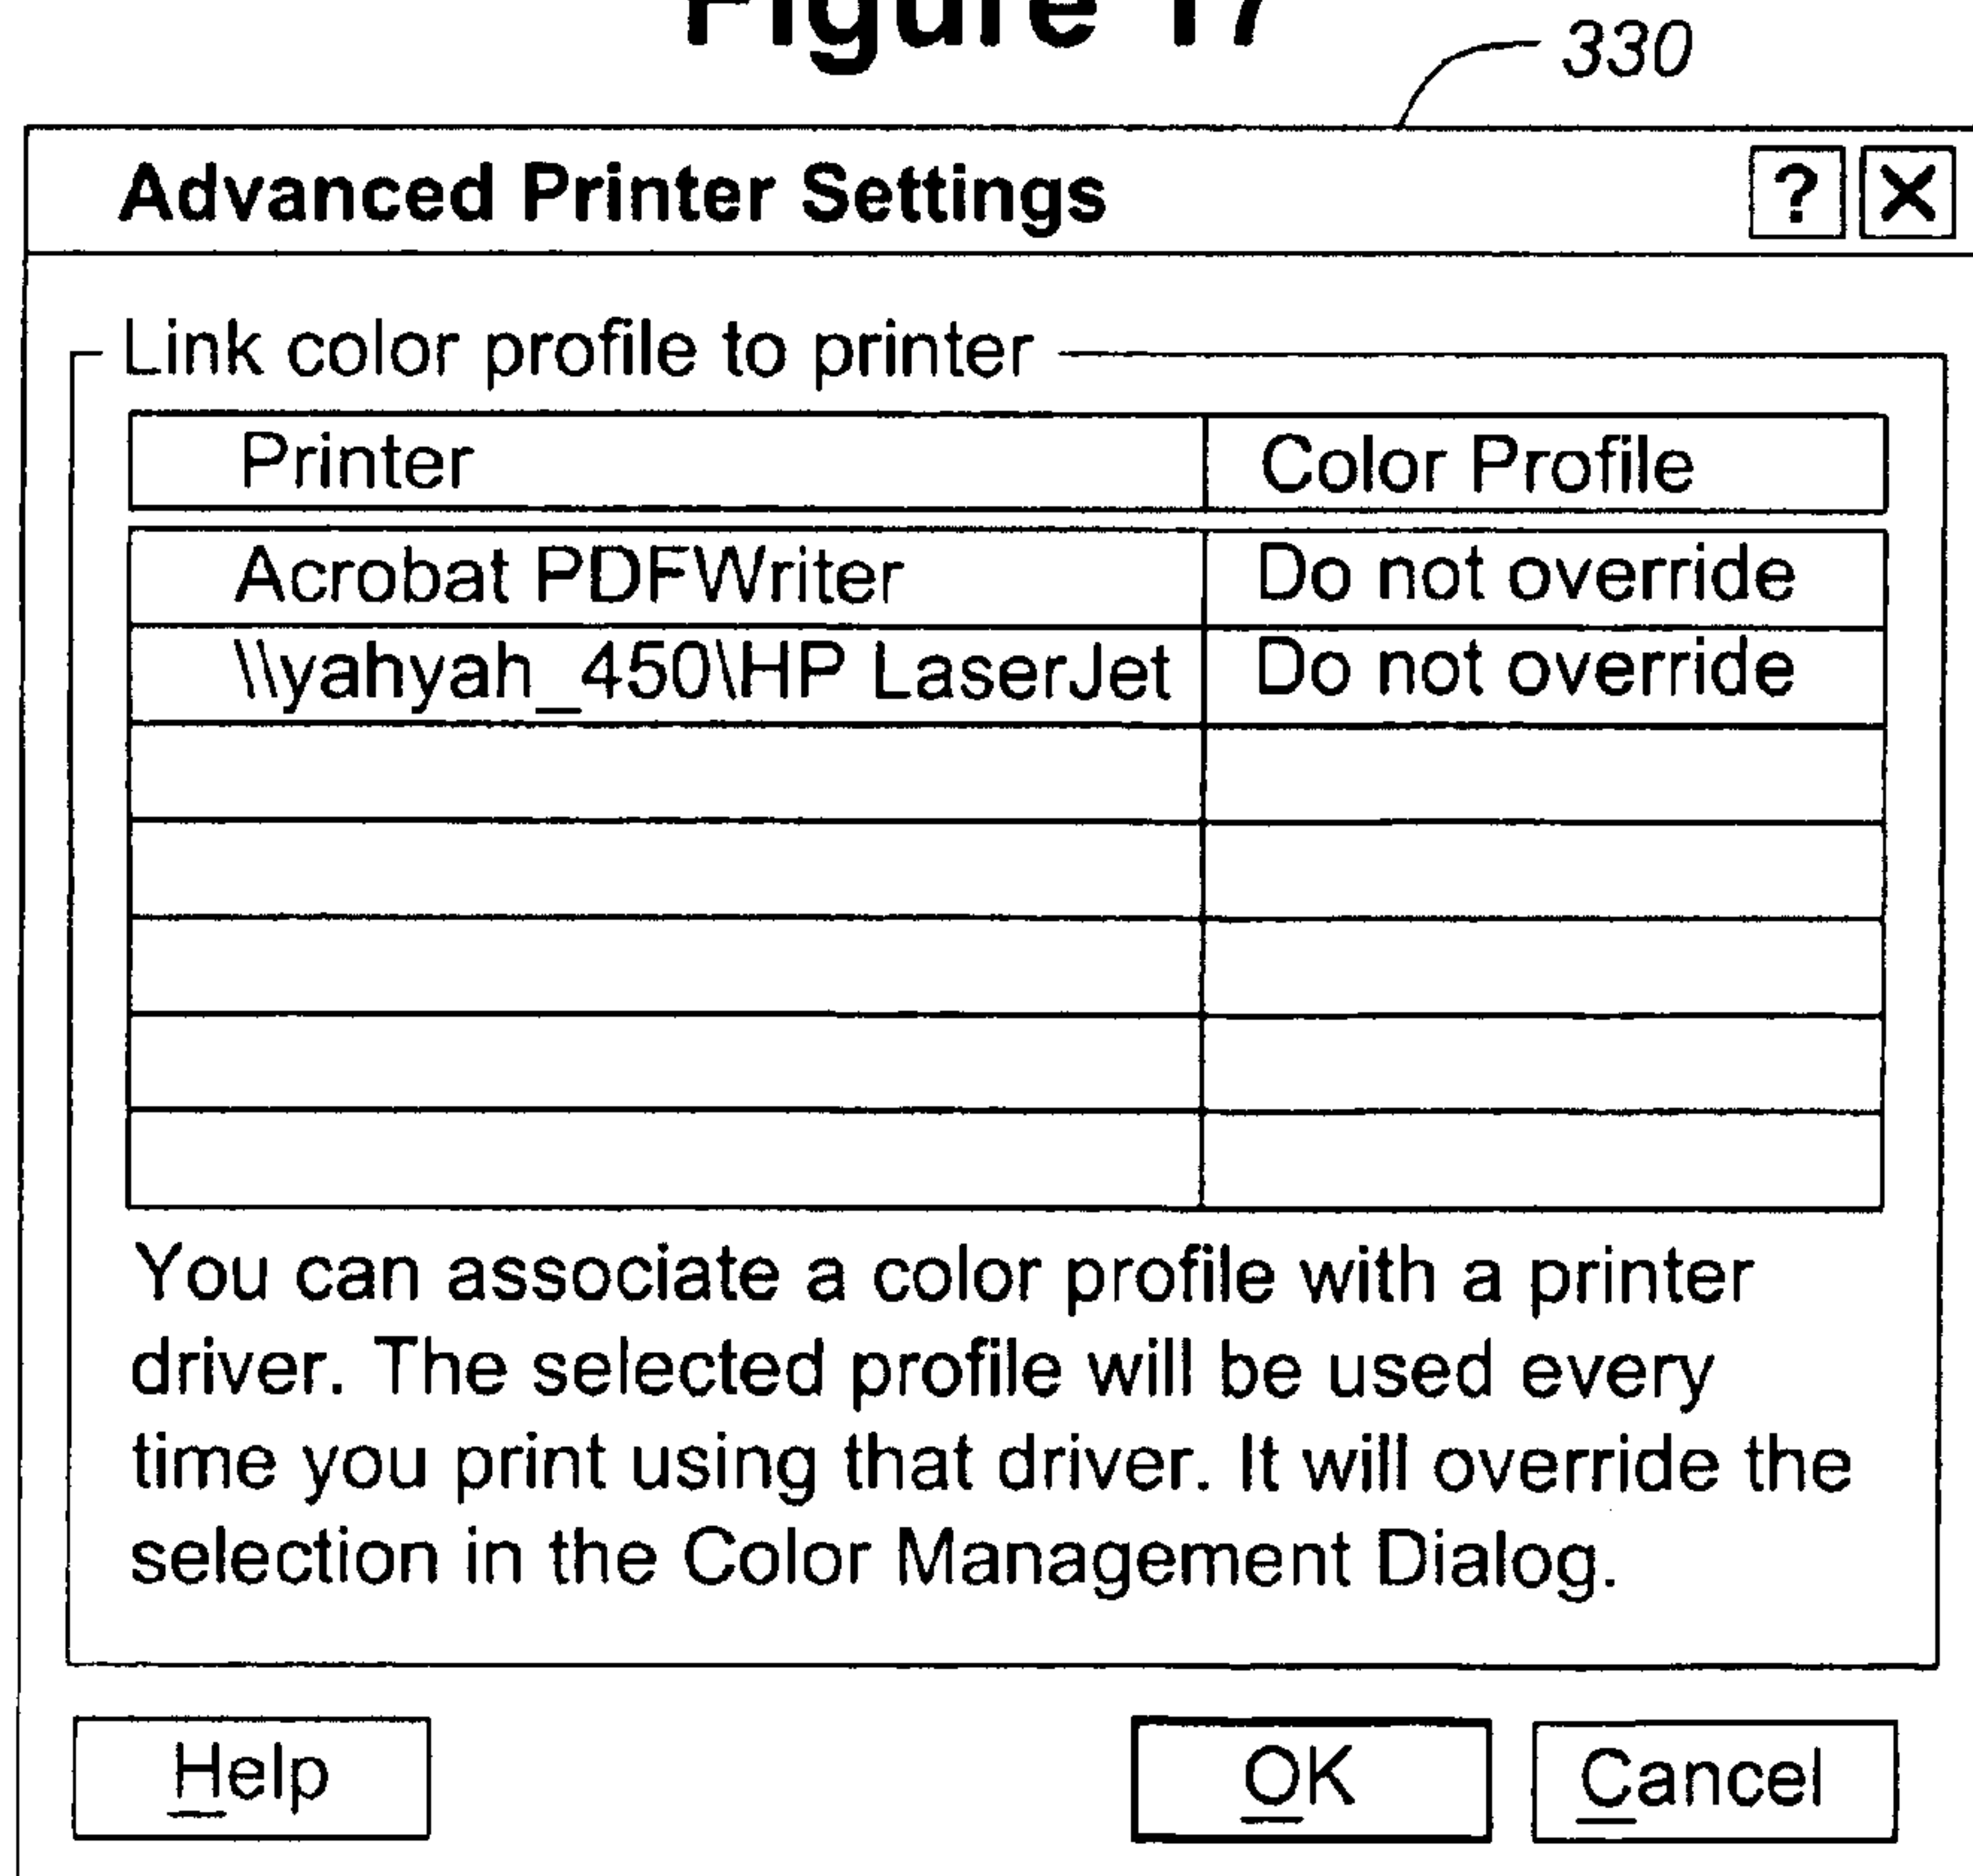 Figure 17
330
Advanced Printer Settings ? X
Link color profile to printer
Printer Color Profile
Acrobat PDFWriter Do not override
\\yahyah_450\HP LaserJet Do not override
You can associate a color profile with a printer
driver. The selected profile will be used every
time you print using that driver. It will override the
selection in the Color Management Dialog.
Help OK Cancel